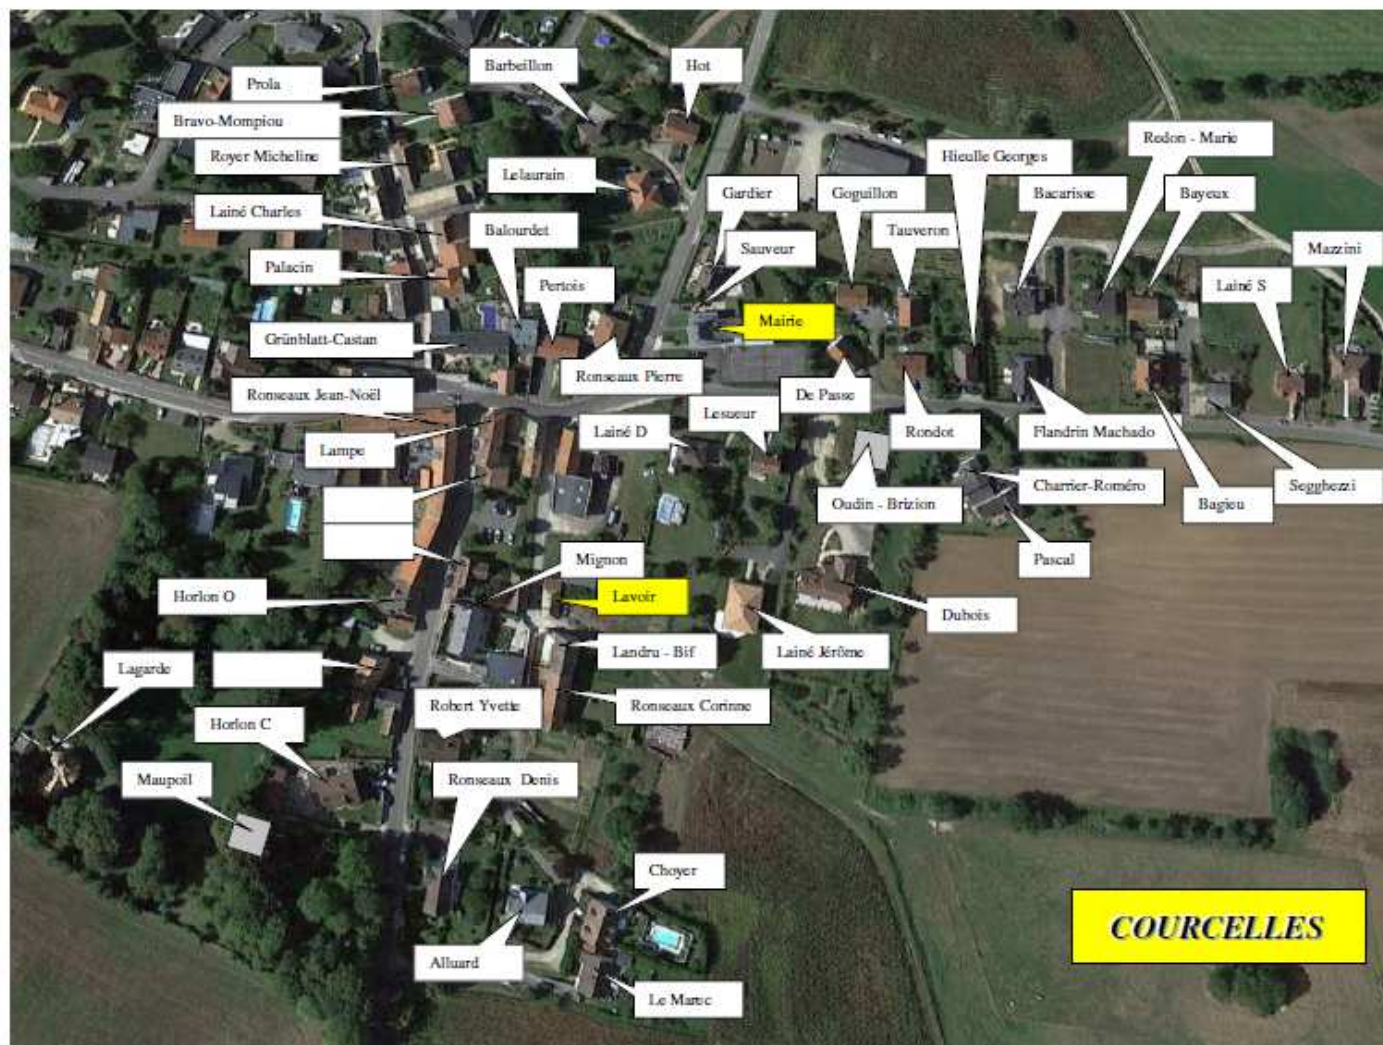 Barbeillon
Hot
Prola
Bravo-Mompiou
Redon - Marie
Royer Micheline
Hieulle Georges
Lelaurain
Gardier
Goguillon
Bacarisse
Bayeux
Lainé Charles
Balourdet
Tauveron
Sauveur
Mazzini
Palacin
Pertois
Lainé S
Mairie
Grünblatt-Castan
Ronseaux Pierre
Ronseaux Jean-Noël
De Passe
Lesueur
Lampe
Lainé D
Rondot
Flandrin Machado
Charrier-Roméro
Segghezzi
Oudin - Brizion
Bagieu
Mignon
Pascal
Horlon O
Lavoir
Dubois
Landru - Bif
Lainé Jérôme
Lagarde
Robert Yvette
Ronseaux Corinne
Horlon C
Maupoil
Ronseaux Denis
Choyer
COURCELLES
Alluard
Le Marec